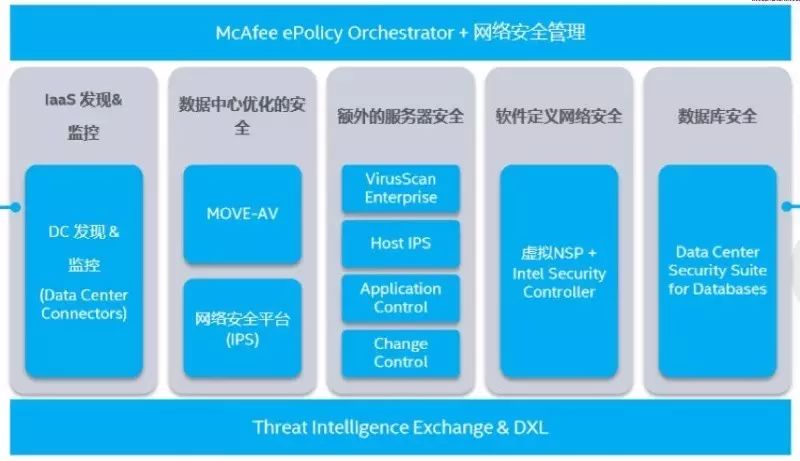 McAfee ePolicy Orchestrator + 网络安全管理
IaaS 发现&
监控
DC 发现 &
监控
(Data Center
Connectors)
数据中心优化的安
全
MOVE-AV
网络安全平台
(IPS)
额外的服务器安全
VirusScan
Enterprise
Host IPS
Application
Control
Change
Control
软件定义网络安全
虚拟NSP +
Intel Security
Controller
数据库安全
Data Center
Security Suite
for Databases
Threat Intelligence Exchange & DXL